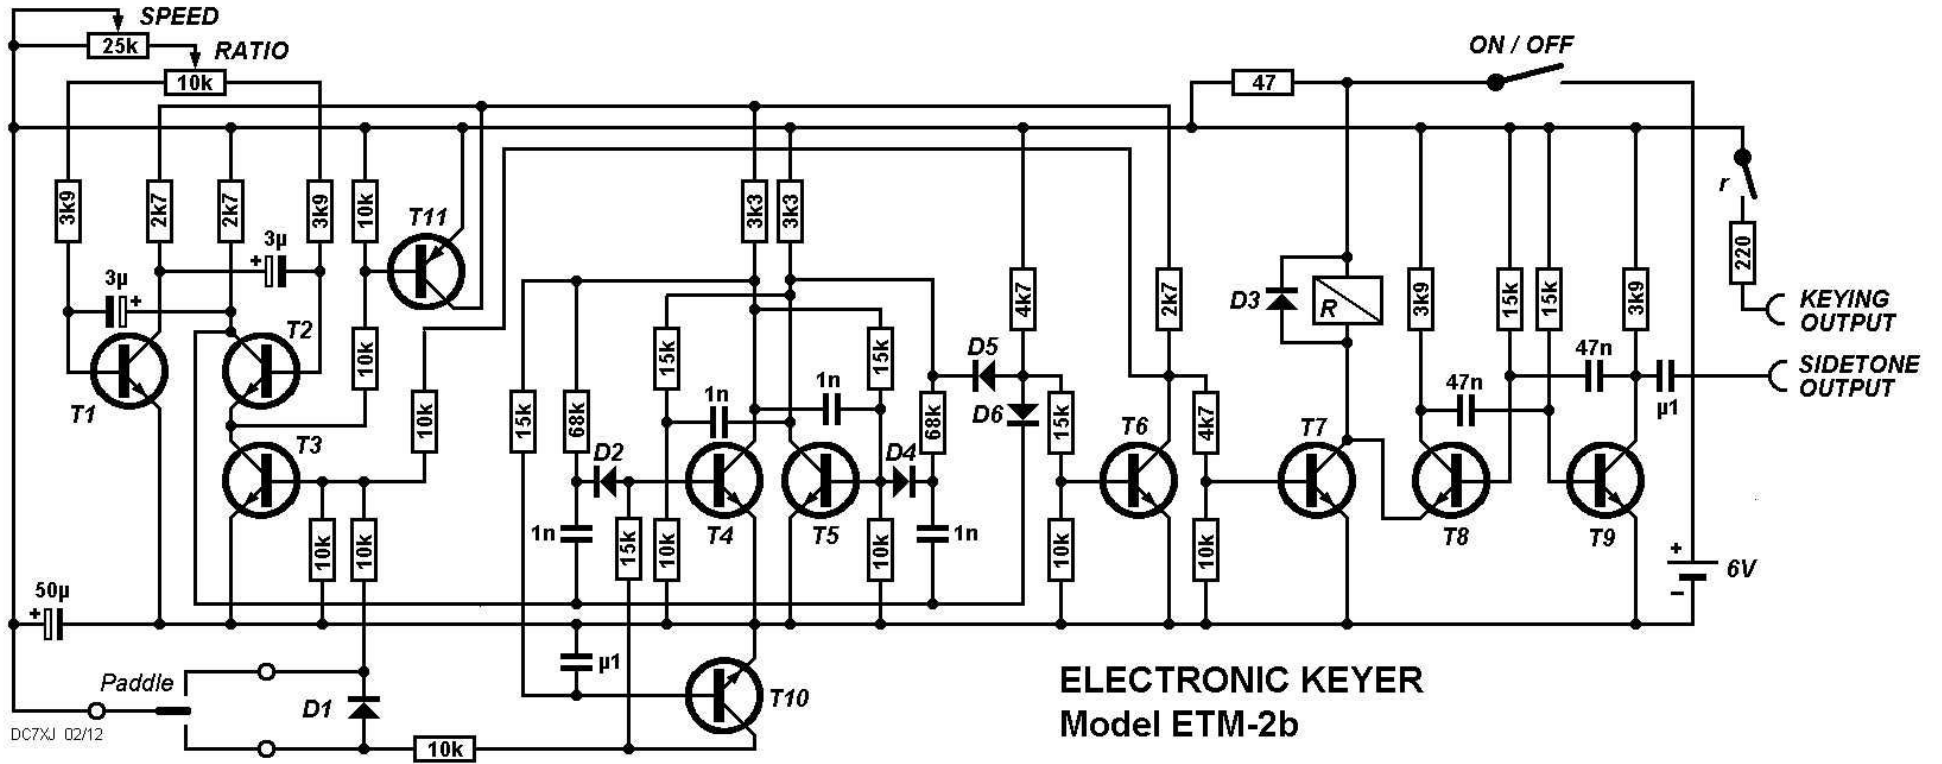 SPEED
25k
RATIO
10k
ON / OFF
47
3k9
2k7
2k7
3k9
10k
T11
3k3
3k3
r
3µ
+
3µ
+
4k7
2k7
D3
R
3k9
15k
15k
3k9
220
KEYING
OUTPUT
T1
T2
10k
15k
15k
D5
47n
SIDETONE
OUTPUT
1n
1n
47n
µ1
T3
10k
15k
68k
D2
D4
68k
D6
15k
T6
4k7
T7
10k
10k
1n
15k
10k
T4
T5
10k
1n
10k
10k
T8
T9
50µ
+
+
6V
−
Paddle
µ1
D1
T10
ELECTRONIC KEYER
Model ETM-2b
DC7XJ 02/12
10k